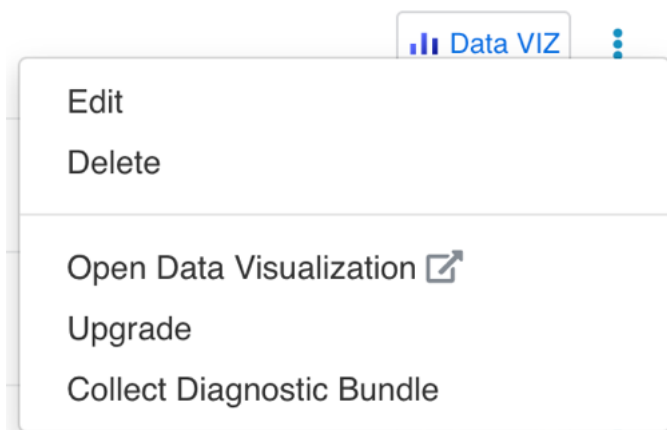 Data VIZ
Edit
Delete
Open Data Visualization
Upgrade
Collect Diagnostic Bundle